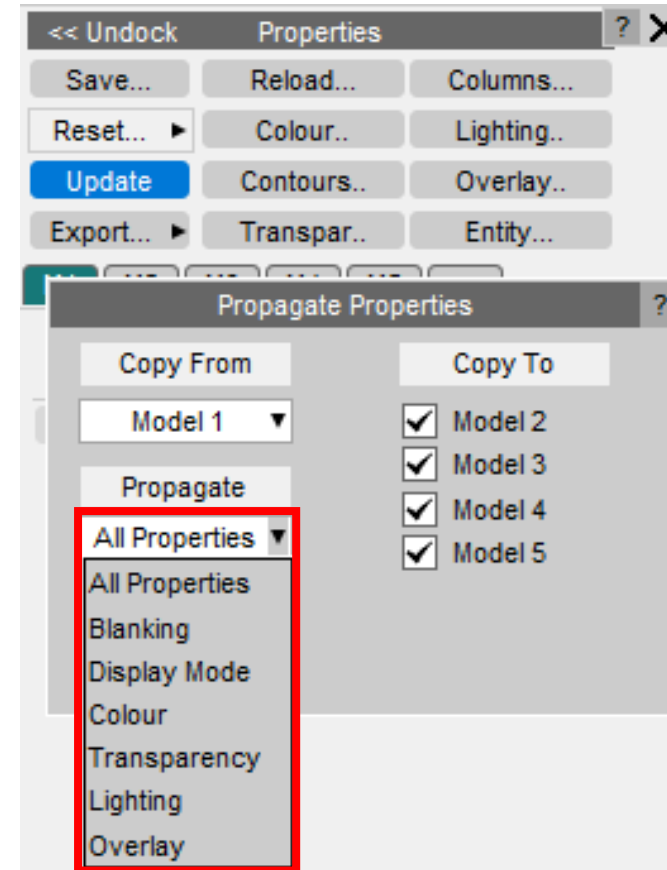 << Undock Properties ? X
Save... Reload... Columns...
Reset... Colour.. Lighting..
Update Contours.. Overlay..
Export... Transpar.. Entity...
Propagate Properties ?
Copy From Copy To
Model 1 Model 2
Model 3
Propagate Model 4
All Properties Model 5
All Properties
Blanking
Display Mode
Colour
Transparency
Lighting
Overlay